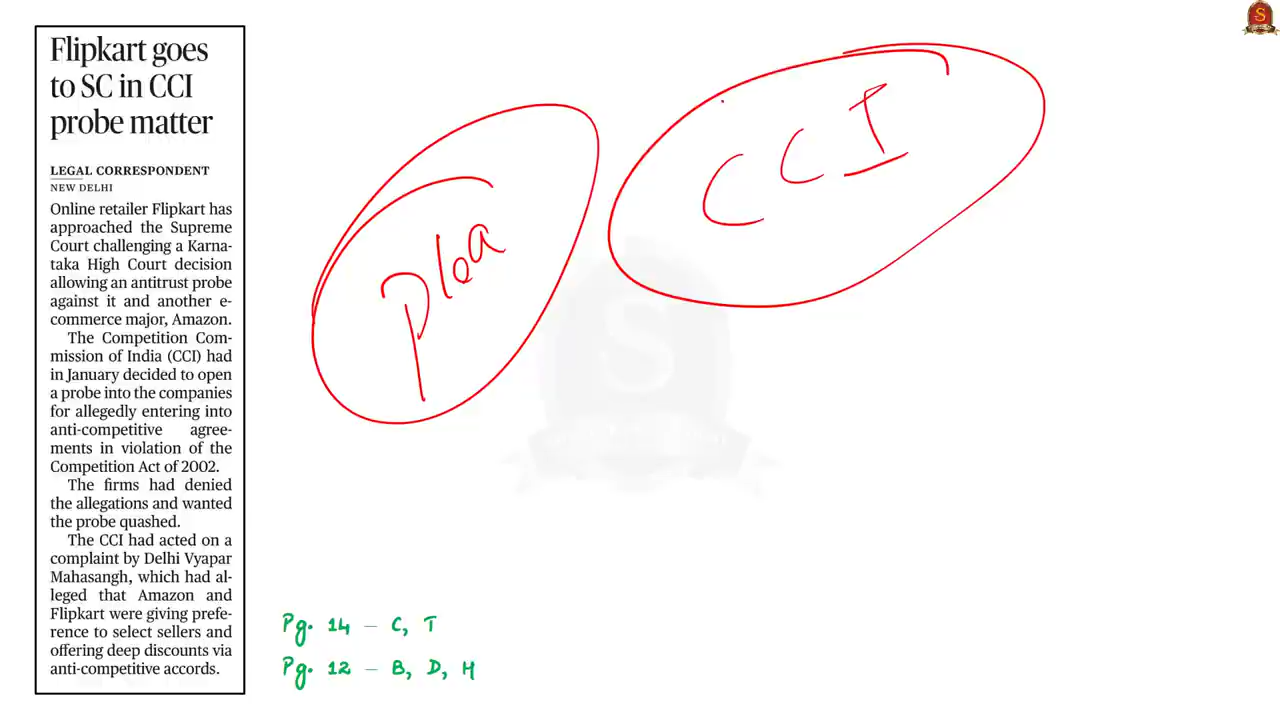 Flipkart goes
to SC in CCI
probe matter
LEGAL CORRESPONDENT
NEW DELHI
Online retailer Flipkart has
approached the Supreme
Court challenging a Karna-
taka High Court decision
allowing an antitrust probe
against it and another e-
commerce major, Amazon.
The Competition Com-
mission of India (CCI) had
in January decided to open
a probe into the companies
for allegedly entering into
anti-competitive agree-
ments in violation of the
Competition Act of 2002.
The firms had denied
the allegations and wanted
the probe quashed.
The CCI had acted on a
complaint by Delhi Vyapar
Mahasangh, which had al-
leged that Amazon and
Flipkart were giving prefe-
rence to select sellers and
offering deep discounts via
anti-competitive accords.
CCI
Pg. 14 – C, T
Pg. 12 – B, D, H
S